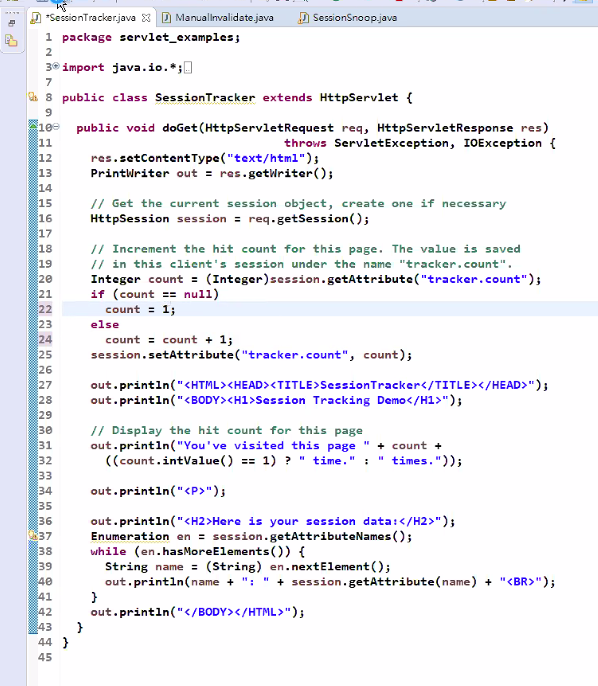 *SessionTracker.java
ManualInvalidate.java
SessionSnoop.java
1 package servlet_examples;
2
3 import java.io.*;
7
8 public class SessionTracker extends HttpServlet {
9
10 public void doGet(HttpServletRequest req, HttpServletResponse res)
11 throws ServletException, IOException {
12 res.setContentType("text/html");
13 PrintWriter out = res.getWriter();
14
15 // Get the current session object, create one if necessary
16 HttpSession session = req.getSession();
17
18 // Increment the hit count for this page. The value is saved
19 // in this client's session under the name "tracker.count".
20 Integer count = (Integer)session.getAttribute("tracker.count");
21 if (count == null)
22 count = 1;
23 else
24 count = count + 1;
25 session.setAttribute("tracker.count", count);
26
27 out.println("<HTML><HEAD><TITLE>SessionTracker</TITLE></HEAD>");
28 out.println("<BODY><H1>Session Tracking Demo</H1>");
29
30 // Display the hit count for this page
31 out.println("You've visited this page " + count +
32 ((count.intValue() == 1) ? " time." : " times."));
33
34 out.println("<P>");
35
36 out.println("<H2>Here is your session data:</H2>");
37 Enumeration en = session.getAttributeNames();
38 while (en.hasMoreElements()) {
39 String name = (String) en.nextElement();
40 out.println(name + ": " + session.getAttribute(name) + "<BR>");
41 }
42 out.println("</BODY></HTML>");
43 }
44 }
45